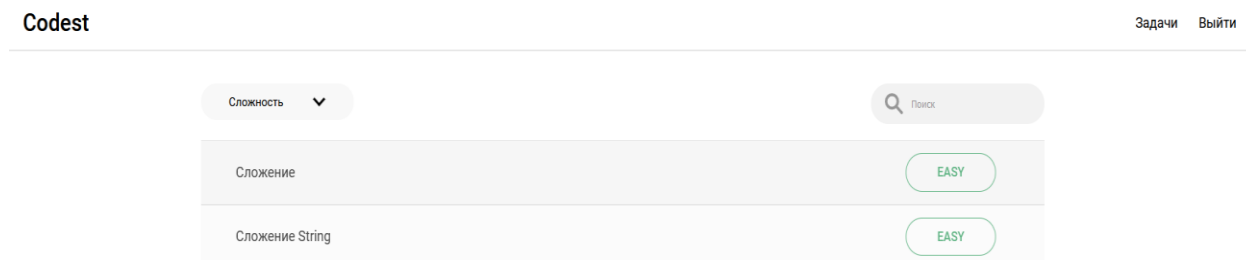 Codest
Задачи Выйти
Сложность
Поиск
Сложение EASY
Сложение String EASY